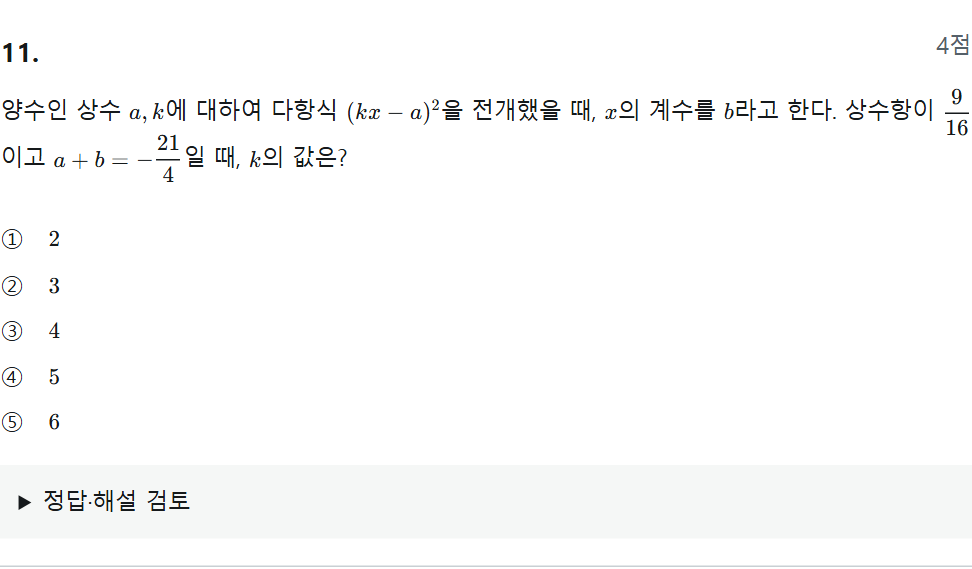 11.
4점
양수인 상수 a, k에 대하여 다항식 (kx − a)²을 전개했을 때, x의 계수를 b라고 한다. 상수항이 9/16
이고 a + b = −21/4일 때, k의 값은?
① 2
② 3
③ 4
④ 5
⑤ 6
▶ 정답·해설 검토